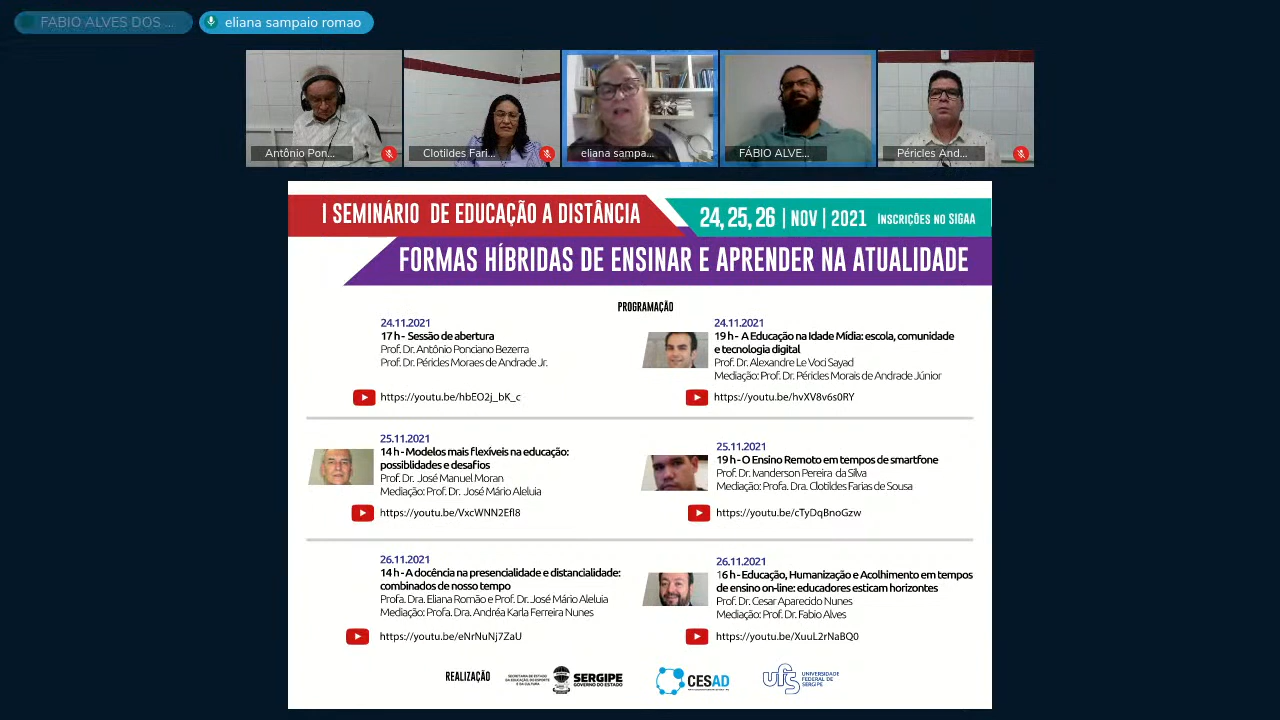 FABIO ALVES DOS ...
eliana sampaio romao
Antônio Pon...
Clotildes Fari...
eliana sampa...
FÁBIO ALVE...
Péricles And...
I SEMINÁRIO DE EDUCAÇÃO A DISTÂNCIA
24, 25, 26 | NOV | 2021 INSCRIÇÕES NO SIGAA
FORMAS HÍBRIDAS DE ENSINAR E APRENDER NA ATUALIDADE
PROGRAMAÇÃO
24.11.2021
17 h - Sessão de abertura
Prof. Dr. Antônio Ponciano Bezerra
Prof. Dr. Péricles Moraes de Andrade Jr.
https://youtu.be/hbEO2j_bK_c
24.11.2021
19 h - A Educação na Idade Mídia: escola, comunidade
e tecnologia digital
Prof. Dr. Alexandre Le Voci Sayad
Mediação: Prof. Dr. Péricles Morais de Andrade Júnior
https://youtu.be/hvXV8v6s0RY
25.11.2021
14 h - Modelos mais flexíveis na educação:
possiblidades e desafios
Prof. Dr. José Manuel Moran
Mediação: Prof. Dr. José Mário Aleluia
https://youtu.be/VxcWNN2Efl8
25.11.2021
19 h - O Ensino Remoto em tempos de smartfone
Prof. Dr. Ivanderson Pereira da Silva
Mediação: Profa. Dra. Clotildes Farias de Sousa
https://youtu.be/cTyDqBnoGzw
26.11.2021
14 h - A docência na presencialidade e distancialidade:
combinados de nosso tempo
Profa. Dra. Eliana Romão e Prof. Dr. José Mário Aleluia
Mediação: Profa. Dra. Andréa Karla Ferreira Nunes
https://youtu.be/eNrNuNj7ZaU
26.11.2021
16 h - Educação, Humanização e Acolhimento em tempos
de ensino on-line: educadores esticam horizontes
Prof. Dr. Cesar Aparecido Nunes
Mediação: Prof. Dr. Fabio Alves
https://youtu.be/XuuL2rNaBQ0
REALIZAÇÃO
SECRETARIA DE ESTADO
DA EDUCAÇÃO, DO ESPORTE
E DA CULTURA
SERGIPE
GOVERNO DO ESTADO
CESAD
UFS
UNIVERSIDADE
FEDERAL DE
SERGIPE